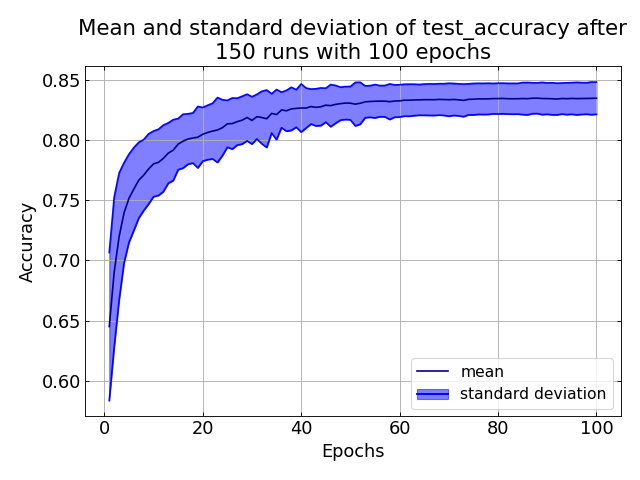 Mean and standard deviation of test_accuracy after
150 runs with 100 epochs
0.85
0.80
0.75
0.70
0.65
0.60
Accuracy
mean
standard deviation
0 20 40 60 80 100
Epochs